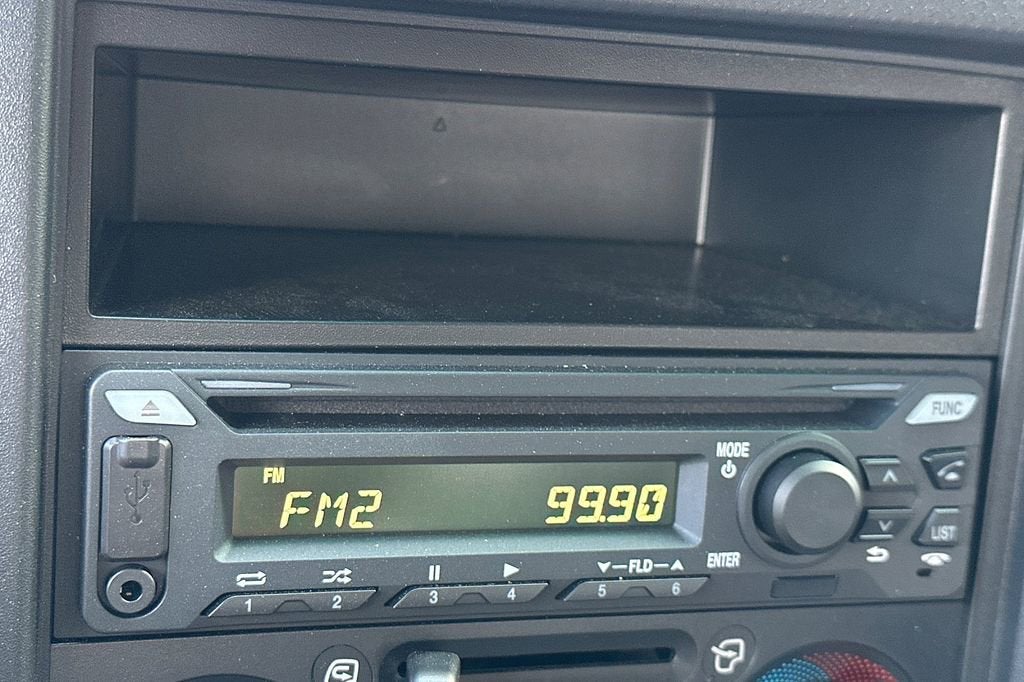 FUNC
MODE
FM
FM2 99.90
LIST
FLD ENTER
1 2 3 4 5 6